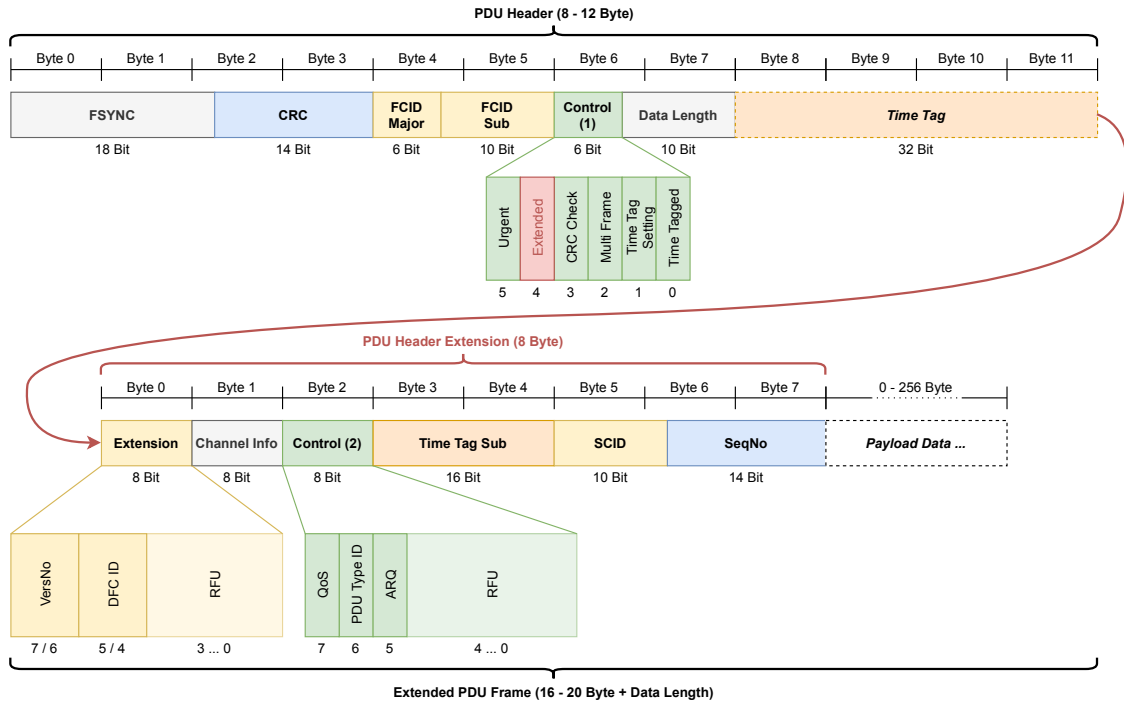 PDU Header (8 - 12 Byte)
Byte 0 Byte 1 Byte 2 Byte 3 Byte 4 Byte 5 Byte 6 Byte 7 Byte 8 Byte 9 Byte 10 Byte 11
FSYNC
CRC
FCID
Major
FCID
Sub
Control
(1)
Data Length
Time Tag
18 Bit 14 Bit 6 Bit 10 Bit 6 Bit 10 Bit 32 Bit
Urgent
Extended
CRC Check
Multi Frame
Time Tag
Setting
Time Tagged
5 4 3 2 1 0
PDU Header Extension (8 Byte)
Byte 0 Byte 1 Byte 2 Byte 3 Byte 4 Byte 5 Byte 6 Byte 7 0 - 256 Byte
Extension Channel Info Control (2) Time Tag Sub SCID SeqNo Payload Data ...
8 Bit 8 Bit 8 Bit 16 Bit 10 Bit 14 Bit
VersNo
DFC ID
RFU
QoS
PDU Type ID
ARQ
RFU
7 / 6 5 / 4 3 ... 0 7 6 5 4 ... 0
Extended PDU Frame (16 - 20 Byte + Data Length)